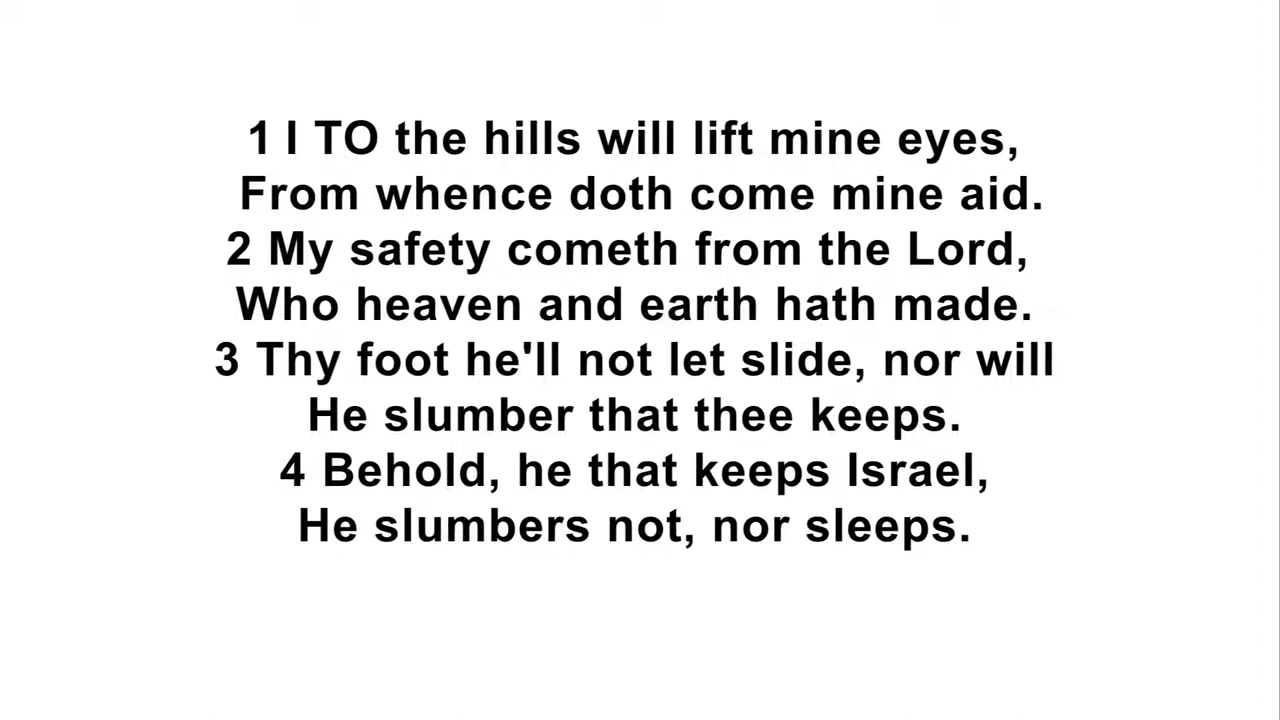 1 I TO the hills will lift mine eyes,
From whence doth come mine aid.
2 My safety cometh from the Lord,
Who heaven and earth hath made.
3 Thy foot he'll not let slide, nor will
He slumber that thee keeps.
4 Behold, he that keeps Israel,
He slumbers not, nor sleeps.